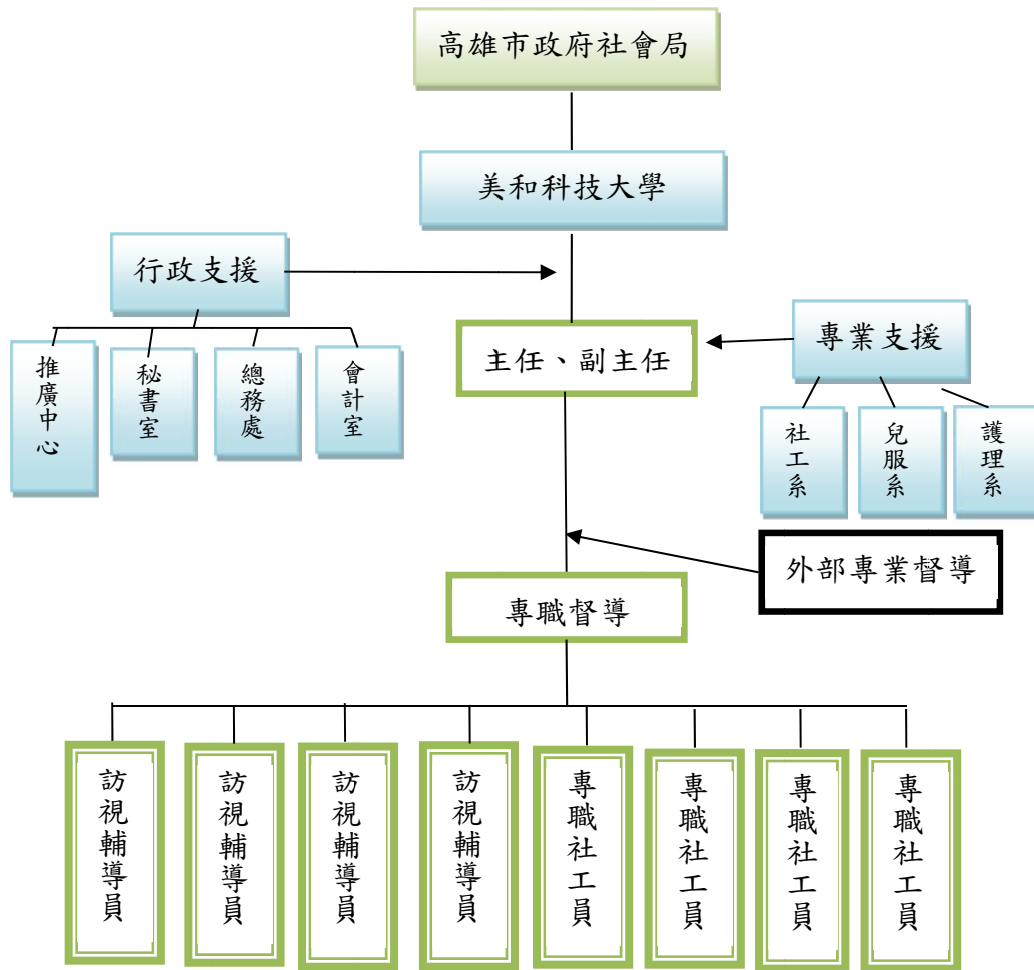 高雄市政府社會局
美和科技大學
行政支援
專業支援
主任、副主任
推廣中心
秘書室
總務處
會計室
社工系
兒服系
護理系
外部專業督導
專職督導
訪視輔導員
訪視輔導員
訪視輔導員
訪視輔導員
專職社工員
專職社工員
專職社工員
專職社工員